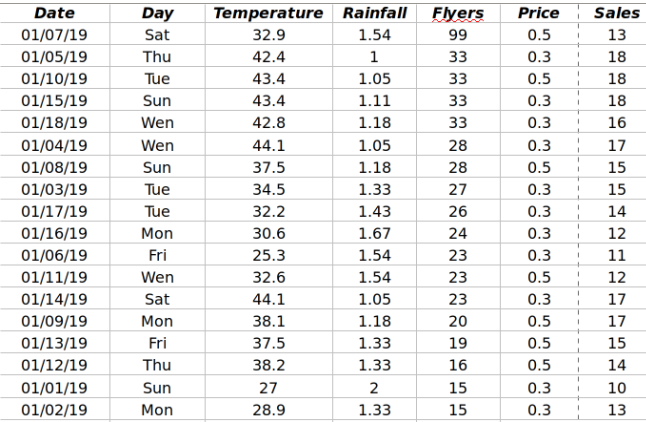 Date Day Temperature Rainfall Flyers Price Sales
01/07/19 Sat 32.9 1.54 99 0.5 13
01/05/19 Thu 42.4 1 33 0.3 18
01/10/19 Tue 43.4 1.05 33 0.5 18
01/15/19 Sun 43.4 1.11 33 0.3 18
01/18/19 Wen 42.8 1.18 33 0.3 16
01/04/19 Wen 44.1 1.05 28 0.3 17
01/08/19 Sun 37.5 1.18 28 0.5 15
01/03/19 Tue 34.5 1.33 27 0.3 15
01/17/19 Tue 32.2 1.43 26 0.3 14
01/16/19 Mon 30.6 1.67 24 0.3 12
01/06/19 Fri 25.3 1.54 23 0.3 11
01/11/19 Wen 32.6 1.54 23 0.5 12
01/14/19 Sat 44.1 1.05 23 0.3 17
01/09/19 Mon 38.1 1.18 20 0.5 17
01/13/19 Fri 37.5 1.33 19 0.5 15
01/12/19 Thu 38.2 1.33 16 0.5 14
01/01/19 Sun 27 2 15 0.3 10
01/02/19 Mon 28.9 1.33 15 0.3 13